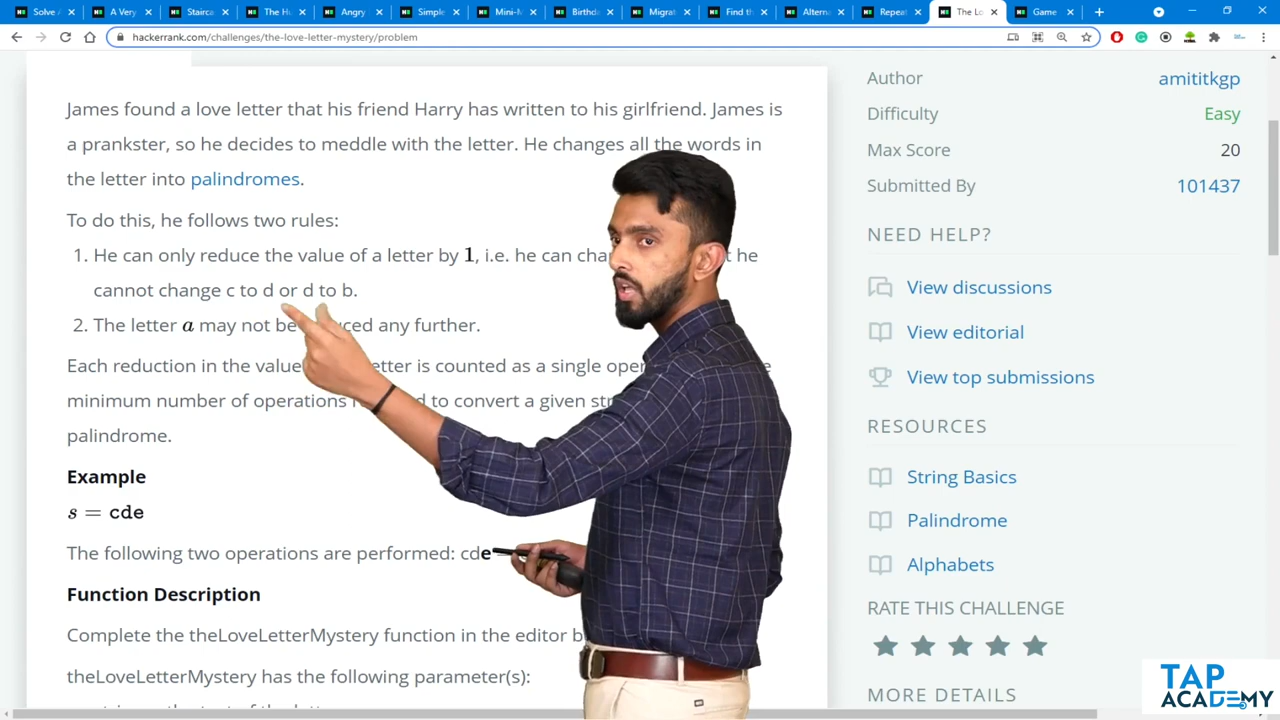 Solve A
A Very
Stairca
The Hu
Angry
Simple
Mini-M
Birthda
Migrat
Find th
Alterna
Repeat
The Lo
Game
hackerrank.com/challenges/the-love-letter-mystery/problem
James found a love letter that his friend Harry has written to his girlfriend. James is
a prankster, so he decides to meddle with the letter. He changes all the words in
the letter into palindromes.
To do this, he follows two rules:
1. He can only reduce the value of a letter by 1, i.e. he can cha he
cannot change c to d or d to b.
2. The letter a may not be uced any further.
Each reduction in the value etter is counted as a single oper
minimum number of operations d to convert a given str
palindrome.
Example
s = cde
The following two operations are performed: cde
Function Description
Complete the theLoveLetterMystery function in the editor b
theLoveLetterMystery has the following parameter(s):
Author amititkgp
Difficulty Easy
Max Score 20
Submitted By 101437
NEED HELP?
View discussions
View editorial
View top submissions
RESOURCES
String Basics
Palindrome
Alphabets
RATE THIS CHALLENGE
MORE DETAILS
TAP
ACADEMY